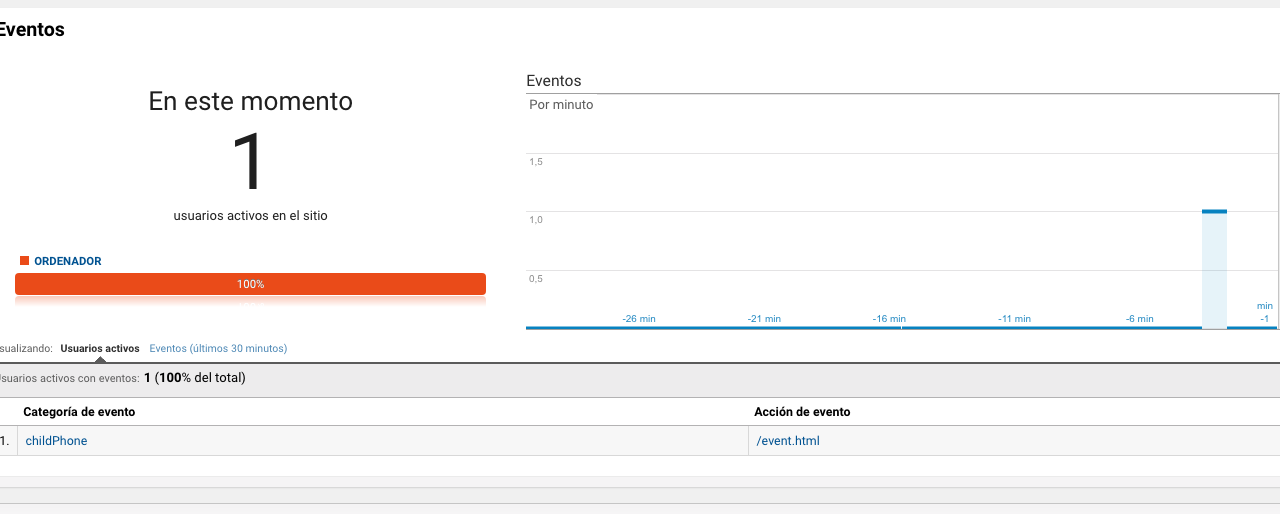 Eventos
En este momento
1
usuarios activos en el sitio
ORDENADOR
100%
Eventos
Por minuto
1,5
1,0
0,5
-26 min
-21 min
-16 min
-11 min
-6 min
min
-1
sualizando: Usuarios activos Eventos (últimos 30 minutos)
Usuarios activos con eventos: 1 (100% del total)
Categoría de evento Acción de evento
1. childPhone /event.html